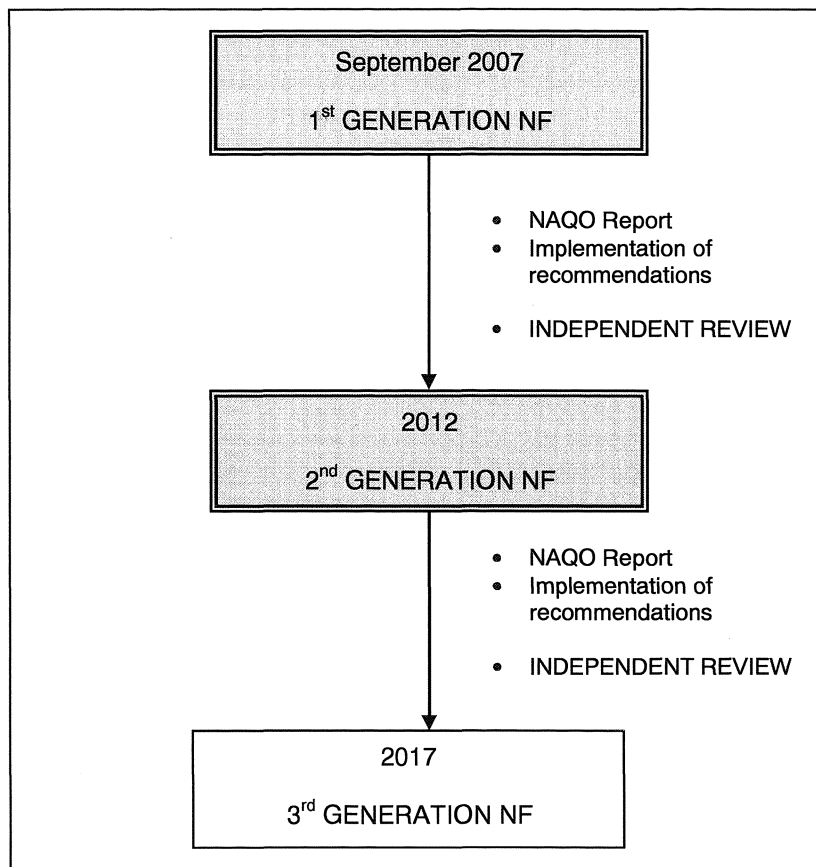 September 2007
1st GENERATION NF
• NAQO Report
• Implementation of
recommendations
• INDEPENDENT REVIEW
2012
2nd GENERATION NF
• NAQO Report
• Implementation of
recommendations
• INDEPENDENT REVIEW
2017
3rd GENERATION NF